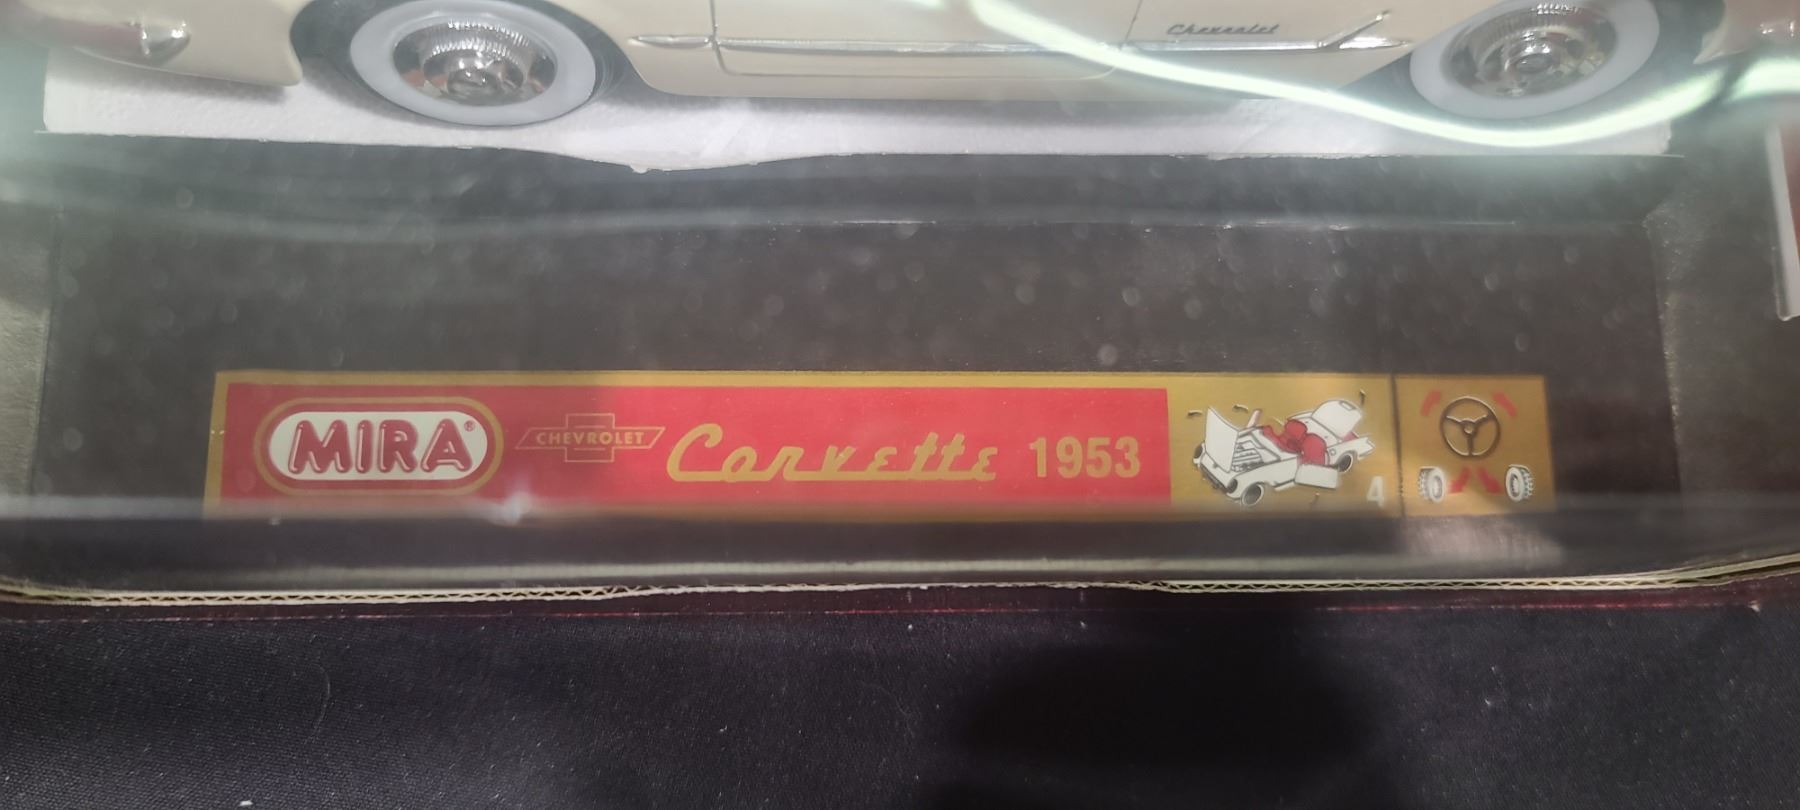 Chevrolet
MIRA® CHEVROLET Corvette 1953 4